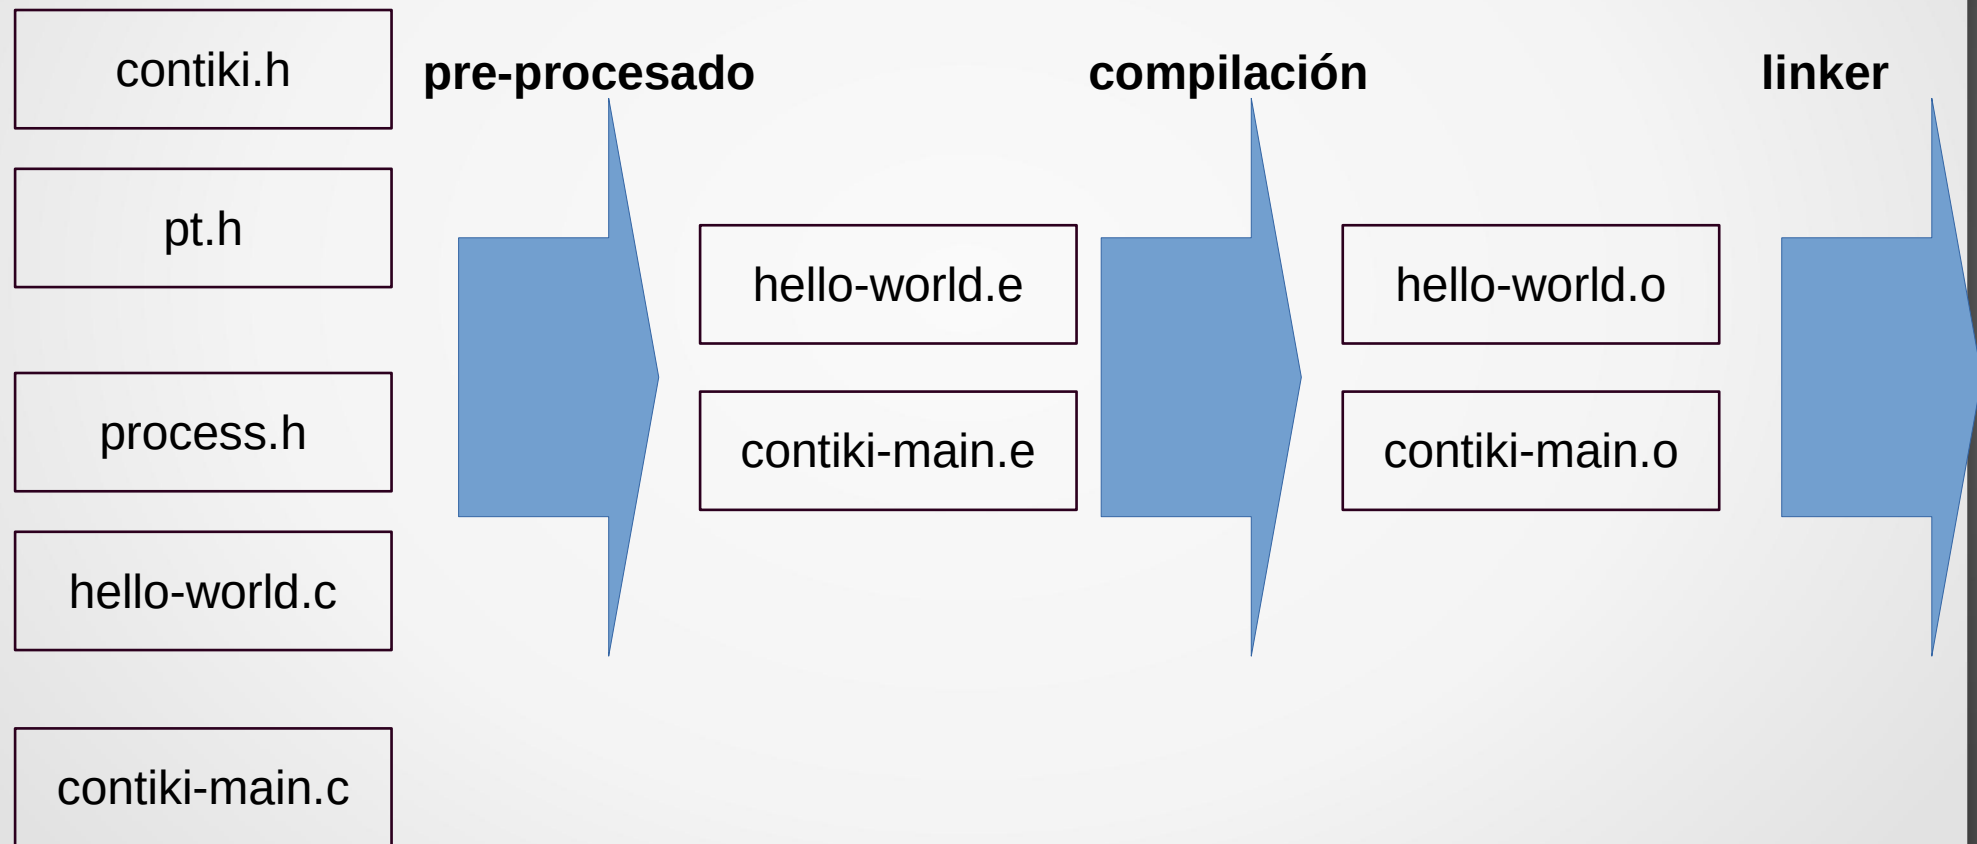 contiki.h
pt.h
process.h
hello-world.c
contiki-main.c
pre-procesado
hello-world.e
contiki-main.e
compilación
hello-world.o
contiki-main.o
linker